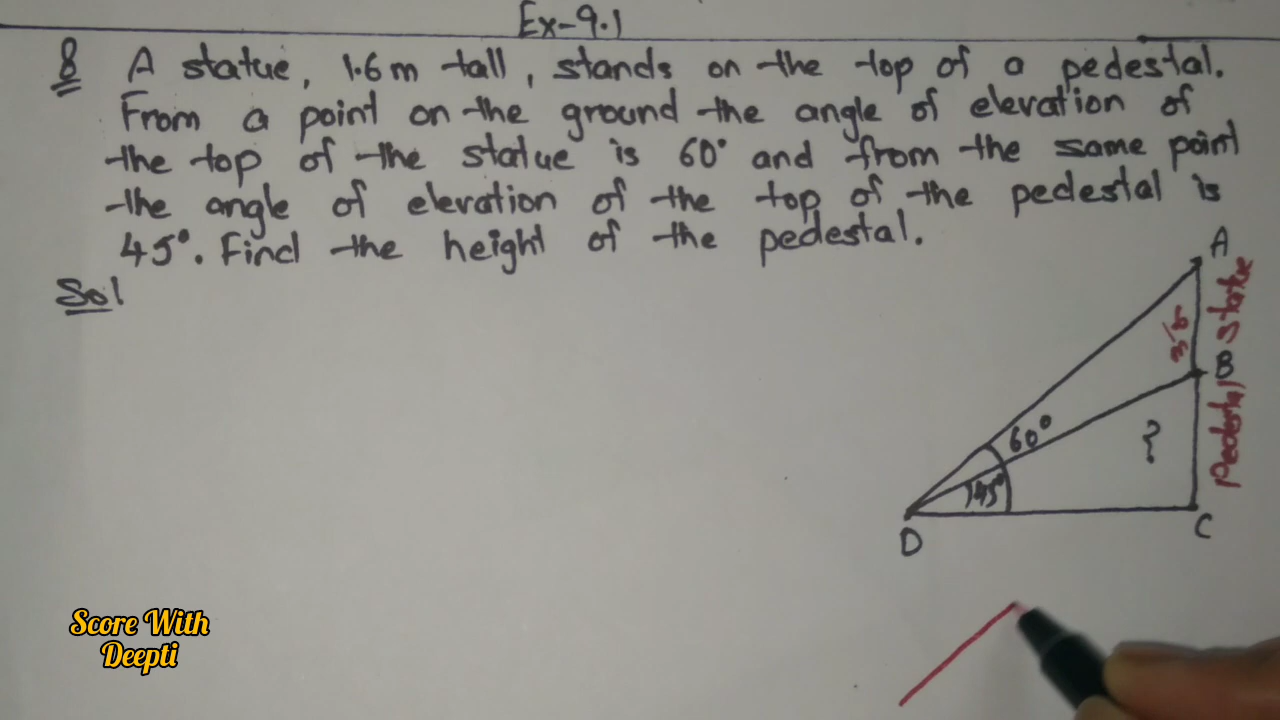 Ex-9.1
8 A statue, 1.6m tall, stands on the top of a pedestal.
From a point on the ground the angle of elevation of
the top of the statue is 60° and from the same point
the angle of elevation of the top of the pedestal is
45°. Find the height of the pedestal.
Sol
A
Statue
B
Pedestal
60°
?
45°
D
C
Score With
Deepti